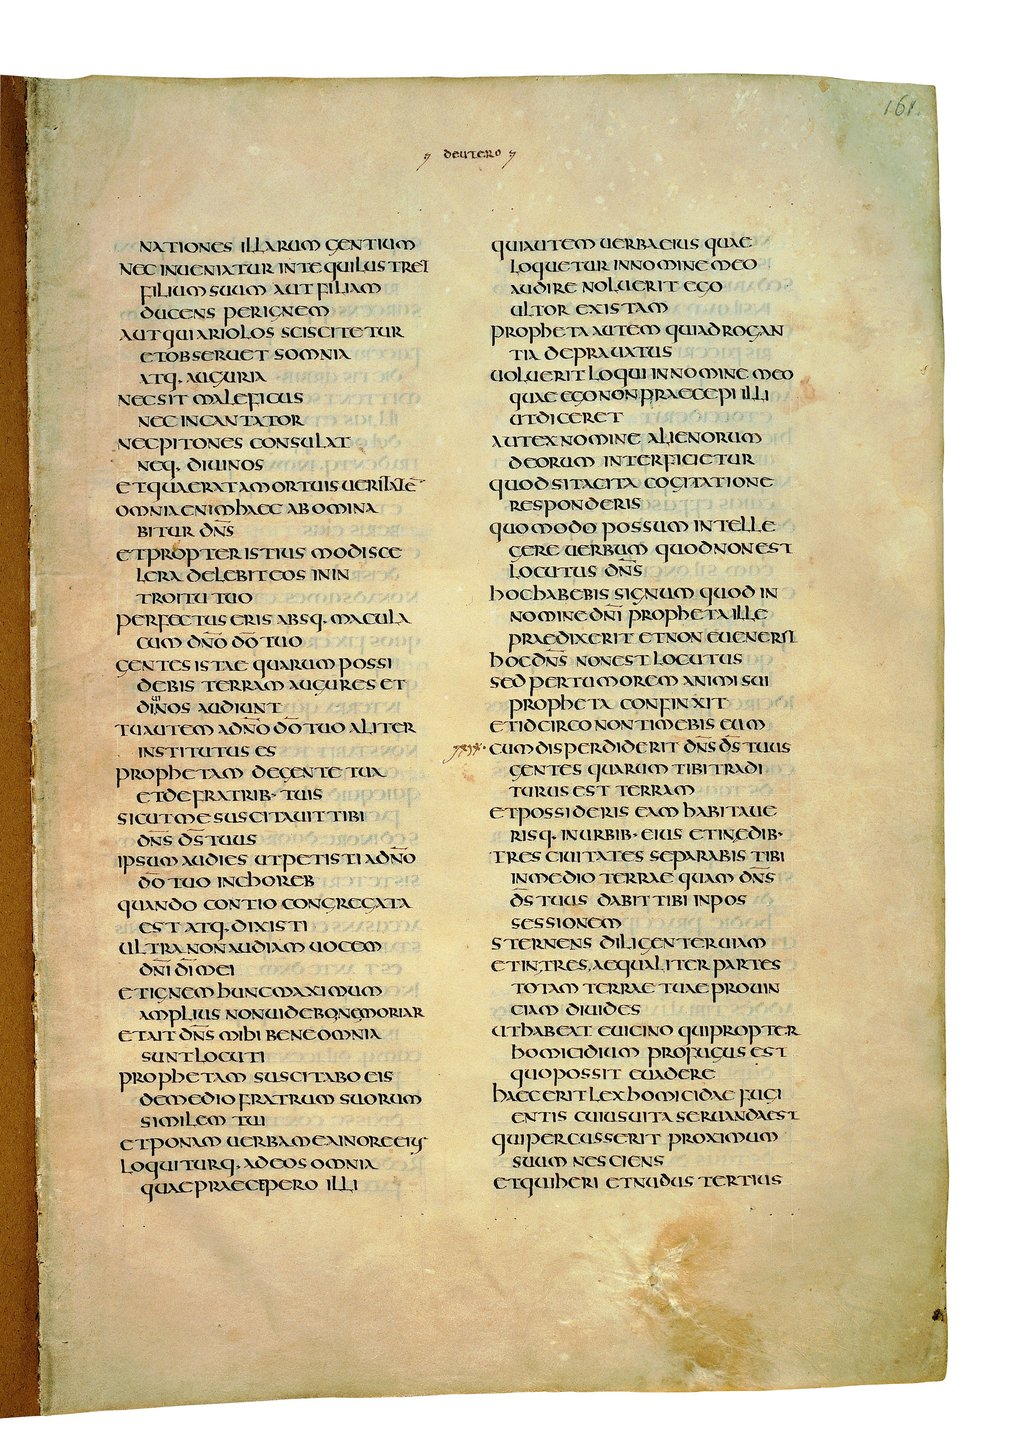 161.
DEUTERO
NATIONES ILLARUM GENTIUM
NEC INUENIATUR IN TE QUI LUSTRET
FILIUM SUUM AUT FILIAM
DUCENS PER IGNEM
AUT QUI ARIOLOS SCISCITETUR
ET OBSERUET SOMNIA
ATQ· AUGURIA
NEC SIT MALEFICUS
NEC INCANTATOR
NEC PITONES CONSULAT
NEQ· DIUINOS
ET QUAERAT A MORTUIS UERITATĒ
OMNIA ENIM HAEC ABOMINA
BITUR DN̅S
ET PROPTER ISTIUS MODI SCE
LERA DELEBIT EOS IN IN
TROITU TUO
PERFECTUS ERIS ABSQ· MACULA
CUM DN̅O DO̅ TUO
GENTES ISTAE QUARUM POSSI
DEBIS TERRAM AUGURES ET
DIUINOS AUDIUNT
TU AUTEM A DN̅O DO̅ TUO ALITER
INSTITUTUS ES
PROPHETAM DE GENTE TUA
ET DE FRATRIB· TUIS
SICUT ME SUSCITAUIT TIBI
DN̅S DS̅ TUUS
IPSUM AUDIES UT PETISTI A DN̅O
DO̅ TUO IN CHOREB
QUANDO CONTIO CONGREGATA
EST ATQ· DIXISTI
ULTRA NON AUDIAM UOCEM
DN̅I DI̅ MEI
ET IGNEM HUNC MAXIMUM
AMPLIUS NON UIDEBO NE MORIAR
ET AIT DN̅S MIHI BENE OMNIA
SUNT LOCUTI
PROPHETAM SUSCITABO EIS
DE MEDIO FRATRUM SUORUM
SIMILEM TUI
ET PONAM UERBA MEA IN ORE EIUS
LOQUITURQ· AD EOS OMNIA
QUAE PRAECEPERO ILLI
QUI AUTEM UERBA EIUS QUAE
LOQUETUR IN NOMINE MEO
AUDIRE NOLUERIT EGO
ULTOR EXISTAM
PROPHETA AUTEM QUI ADROGAN
TIA DEPRAUATUS
UOLUERIT LOQUI IN NOMINE MEO
QUAE EGO NON PRAECEPI ILLI
UT DICERET
AUT EX NOMINE ALIENORUM
DEORUM INTERFICIETUR
QUOD SI TACITA COGITATIONE
RESPONDERIS
QUOMODO POSSUM INTELLE
GERE UERBUM QUOD NON EST
LOCUTUS DN̅S
HOC HABEBIS SIGNUM QUOD IN
NOMINE DN̅I PROPHETA ILLE
PRAEDIXERIT ET NON EUENERIT
HOC DN̅S NON EST LOCUTUS
SED PER TUMOREM ANIMI SUI
PROPHETA CONFINXIT
ET IDCIRCO NON TIMEBIS EUM
CUM DISPERDIDERIT DN̅S DS̅ TUUS
GENTES QUARUM TIBI TRADI
TURUS EST TERRAM
ET POSSIDERIS EAM HABITAUE
RISQ· IN URBIB· EIUS ET IN EDIB·
TRES CIUITATES SEPARABIS TIBI
IN MEDIO TERRAE QUAM DN̅S
DS̅ TUUS DABIT TIBI IN POS
SESSIONEM
STERNENS DILIGENTER UIAM
ET IN TRES AEQUALITER PARTES
TOTAM TERRAE TUAE PROUIN
CIAM DIUIDES
UT HABEAT E UICINO QUI PROPTER
HOMICIDIUM PROFUGUS EST
QUO POSSIT EUADERE
HAEC ERIT LEX HOMICIDAE FUGI
ENTIS CUIUS UITA SERUANDA EST
QUI PERCUSSERIT PROXIMUM
SUUM NESCIENS
ET QUI HERI ET NUDUS TERTIUS